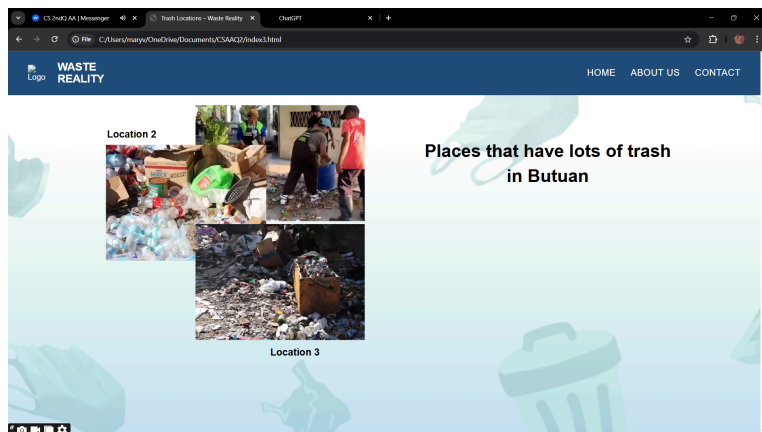 CS 2ndQ AA | Messenger
Trash Locations – Waste Reality
ChatGPT
File
C:/Users/maryv/OneDrive/Documents/CSAAQ2/index3.html
Logo
WASTE
REALITY
HOME ABOUT US CONTACT
Location 2
Places that have lots of trash
in Butuan
Location 3